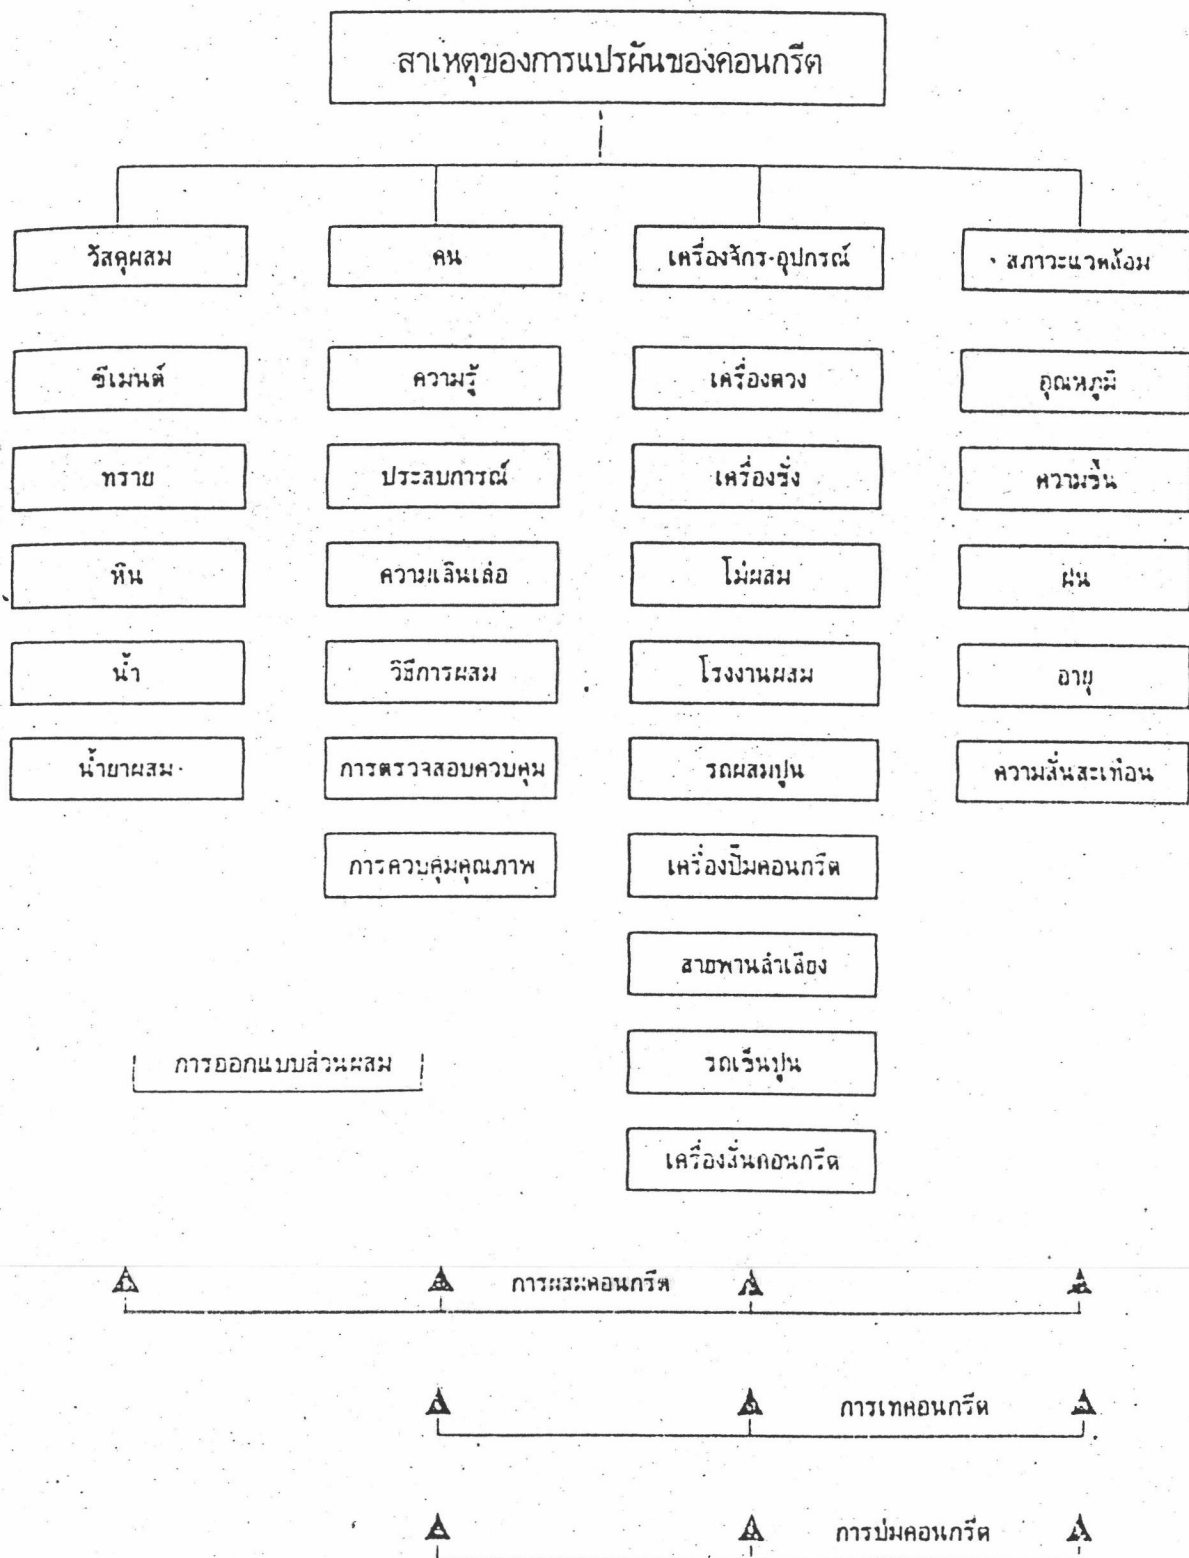 สาเหตุของการแปรผันของคอนกรีต
วัสดุผสม
คน
เครื่องจักร-อุปกรณ์
สภาวะแวดล้อม
ซีเมนต์
ความรู้
เครื่องตวง
อุณหภูมิ
ทราย
ประสบการณ์
เครื่องชั่ง
ความชื้น
หิน
ความเลินเล่อ
โม่ผสม
ฝน
น้ำ
วิธีการผสม
โรงงานผสม
อายุ
น้ำยาผสม
การตรวจสอบควบคุม
รถผสมปูน
ความสั่นสะเทือน
การควบคุมคุณภาพ
เครื่องปั๊มคอนกรีต
สายพานลำเลียง
การออกแบบส่วนผสม
รถเข็นปูน
เครื่องสั่นคอนกรีต
การผสมคอนกรีต
การเทคอนกรีต
การบ่มคอนกรีต